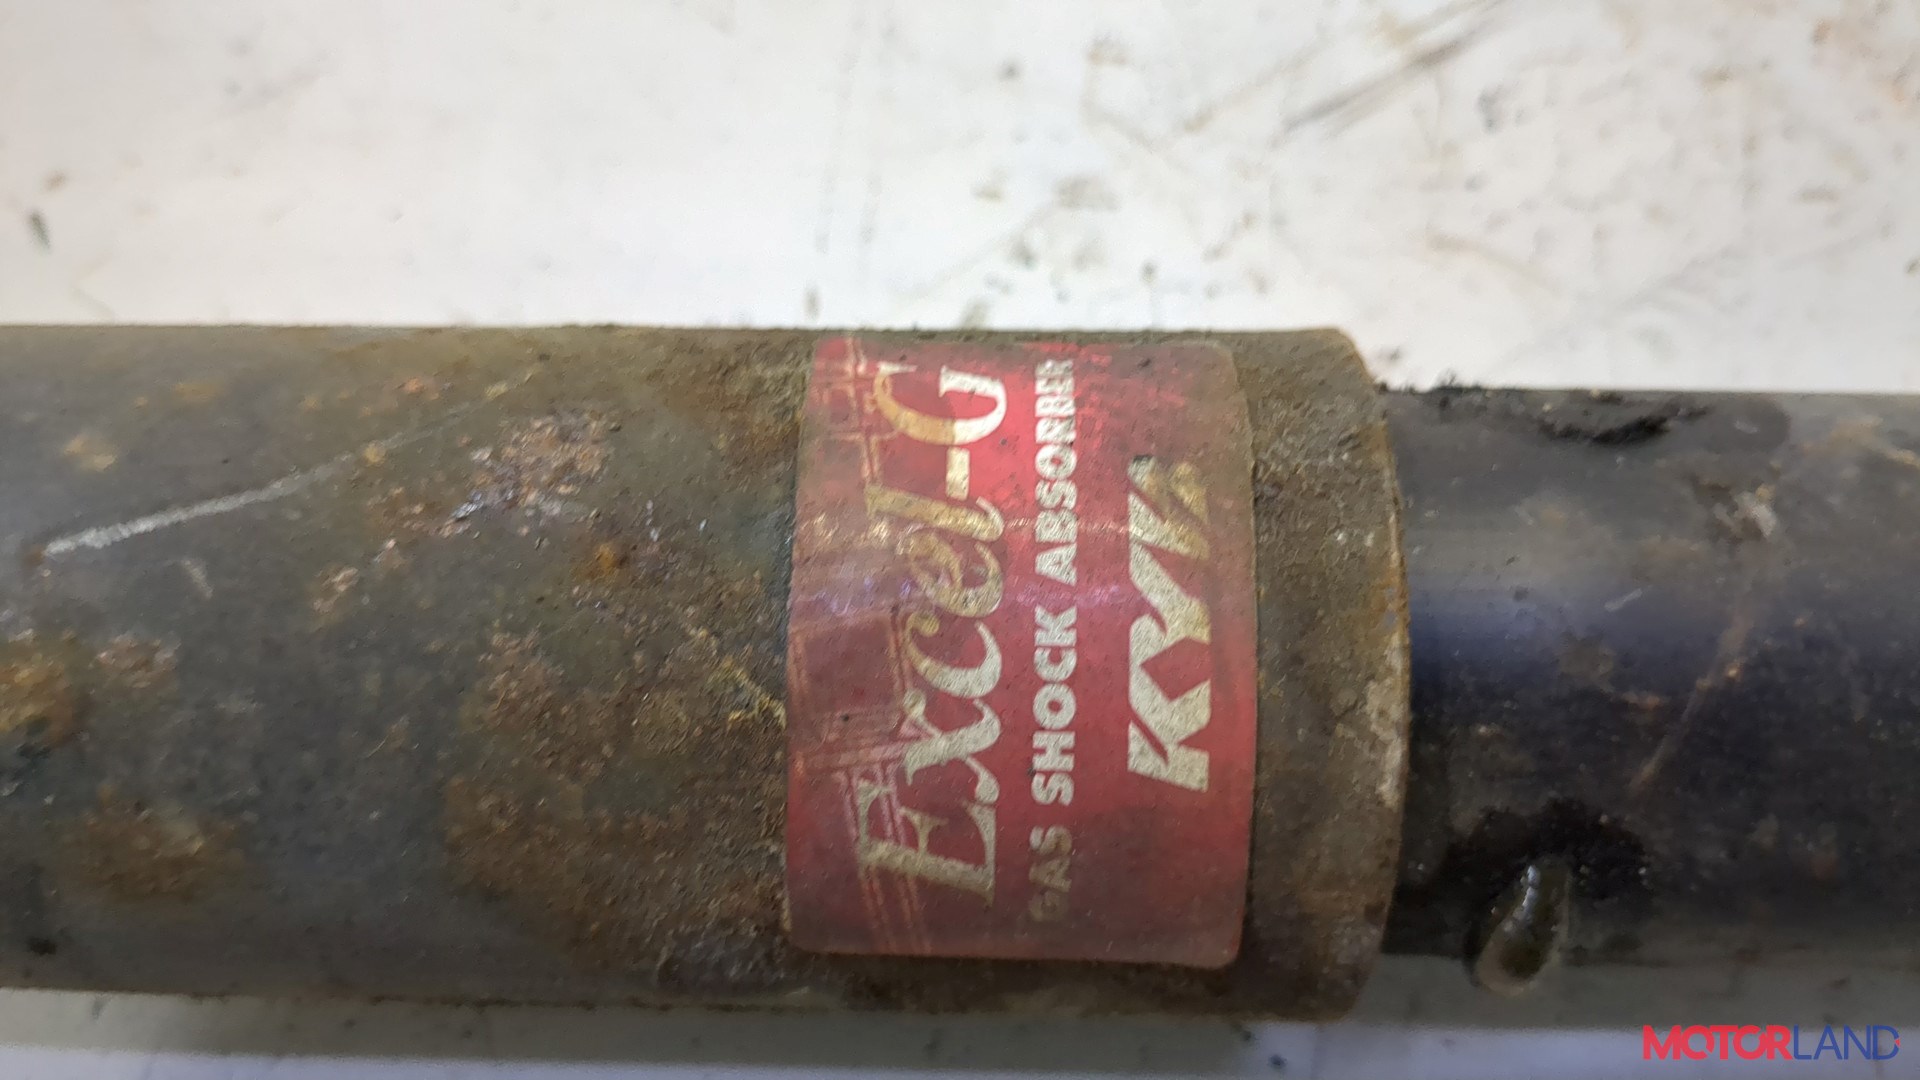 Excel-G
GAS SHOCK ABSORBER
KYB
MOTORLAND